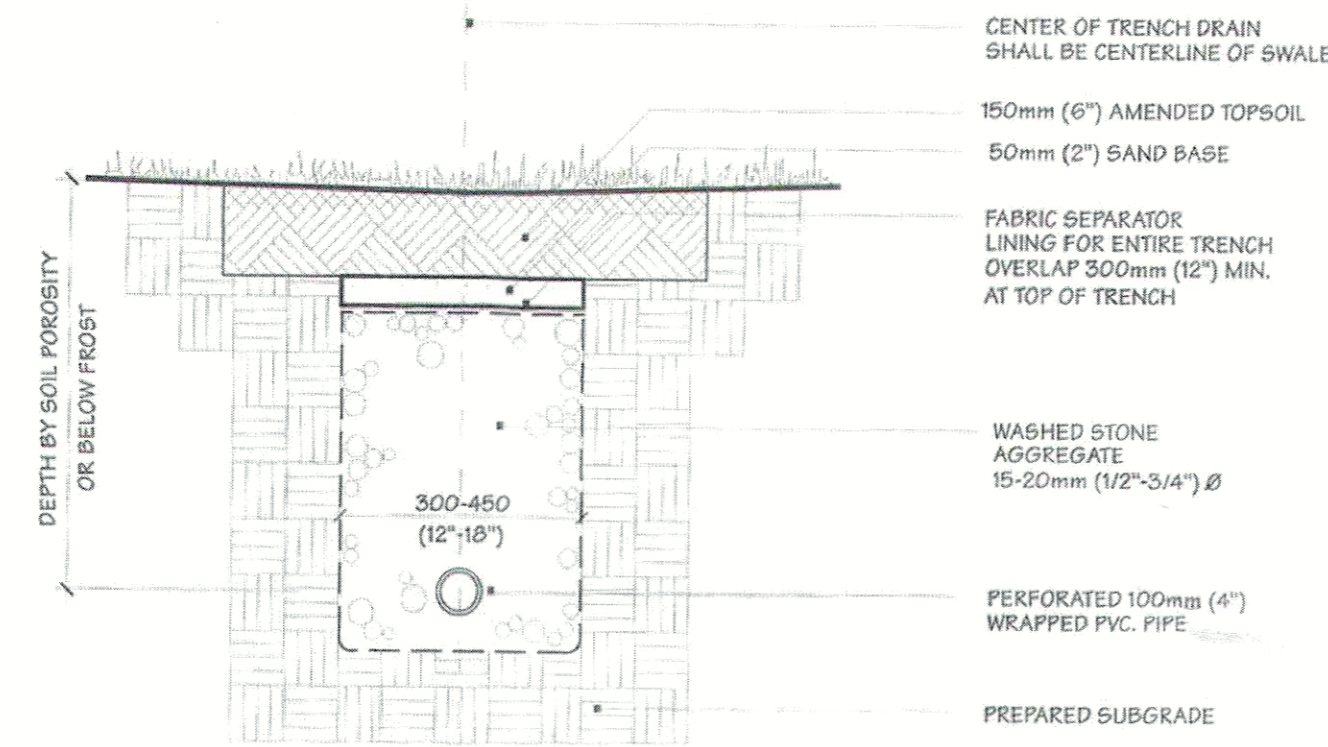 CENTER OF TRENCH DRAIN
SHALL BE CENTERLINE OF SWALE
150mm (6") AMENDED TOPSOIL
50mm (2") SAND BASE
FABRIC SEPARATOR
LINING FOR ENTIRE TRENCH
OVERLAP 300mm (12") MIN.
AT TOP OF TRENCH
DEPTH BY SOIL POROSITY
OR BELOW FROST
WASHED STONE
AGGREGATE
15-20mm (1/2"-3/4") Ø
300-450
(12"-18")
PERFORATED 100mm (4")
WRAPPED PVC. PIPE
PREPARED SUBGRADE